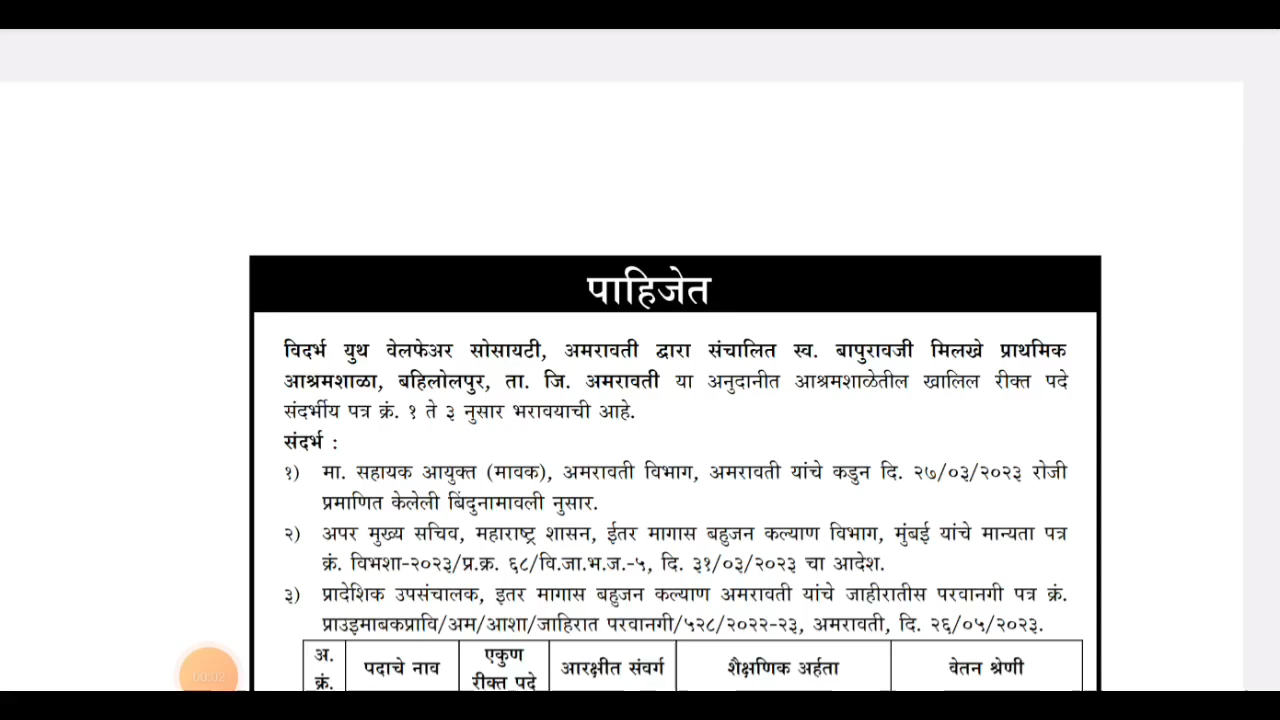 पाहिजेत
विदर्भ युथ वेलफेअर सोसायटी, अमरावती द्वारा संचालित स्व. बापुरावजी मिलखे प्राथमिक
आश्रमशाळा, बहिलोलपुर, ता. जि. अमरावती या अनुदानीत आश्रमशाळेतील खालिल रीक्त पदे
संदर्भीय पत्र क्रं. १ ते ३ नुसार भरावयाची आहे.
संदर्भ :
१) मा. सहायक आयुक्त (मावक), अमरावती विभाग, अमरावती यांचे कडुन दि. २७/०३/२०२३ रोजी
प्रमाणित केलेली बिंदुनामावली नुसार.
२) अपर मुख्य सचिव, महाराष्ट्र शासन, ईतर मागास बहुजन कल्याण विभाग, मुंबई यांचे मान्यता पत्र
क्रं. विभशा-२०२३/प्र.क्र. ६८/वि.जा.भ.ज.-५, दि. ३१/०३/२०२३ चा आदेश.
३) प्रादेशिक उपसंचालक, इतर मागास बहुजन कल्याण अमरावती यांचे जाहीरातीस परवानगी पत्र क्रं.
प्राउइमाबकप्रावि/अम/आशा/जाहिरात परवानगी/५२८/२०२२-२३, अमरावती, दि. २६/०५/२०२३.
अ. क्रं. पदाचे नाव एकुण रीक्त पदे आरक्षीत संवर्ग शैक्षणिक अर्हता वेतन श्रेणी
00:02